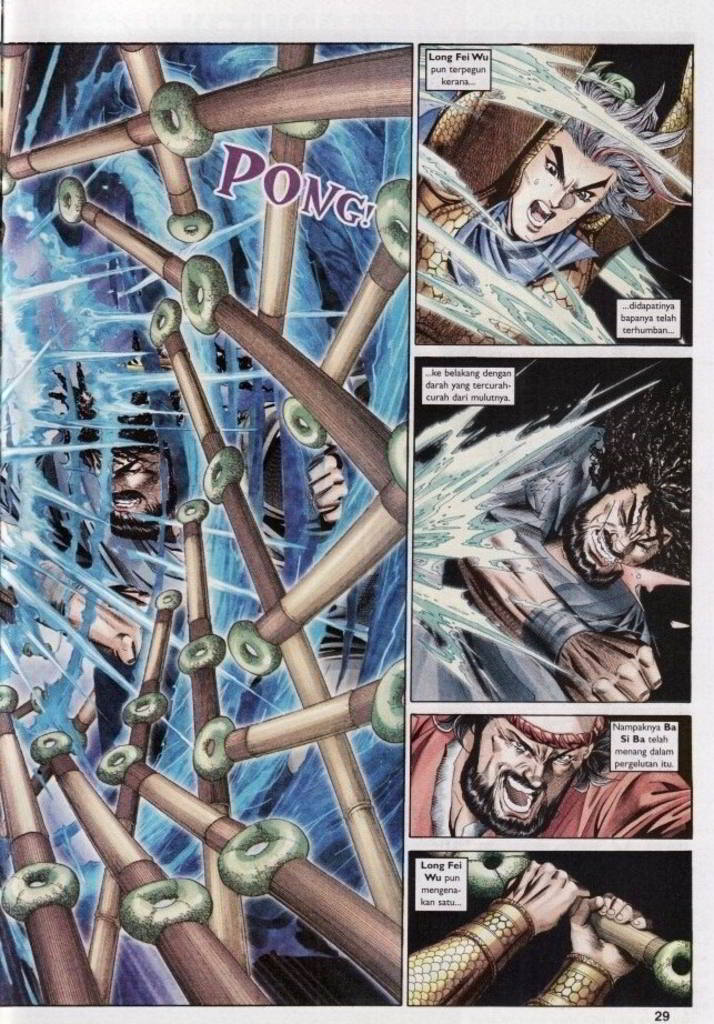 PONG!
Long Fei Wu
pun terpegun
kerana...
...didapatinya
bapanya telah
terhumban...
...ke belakang dengan
darah yang tercurah-
curah dari mulutnya.
Nampaknya Ba
Si Ba telah
menang dalam
pergelutan itu.
Long Fei
Wu pun
mengena-
kan satu...
29